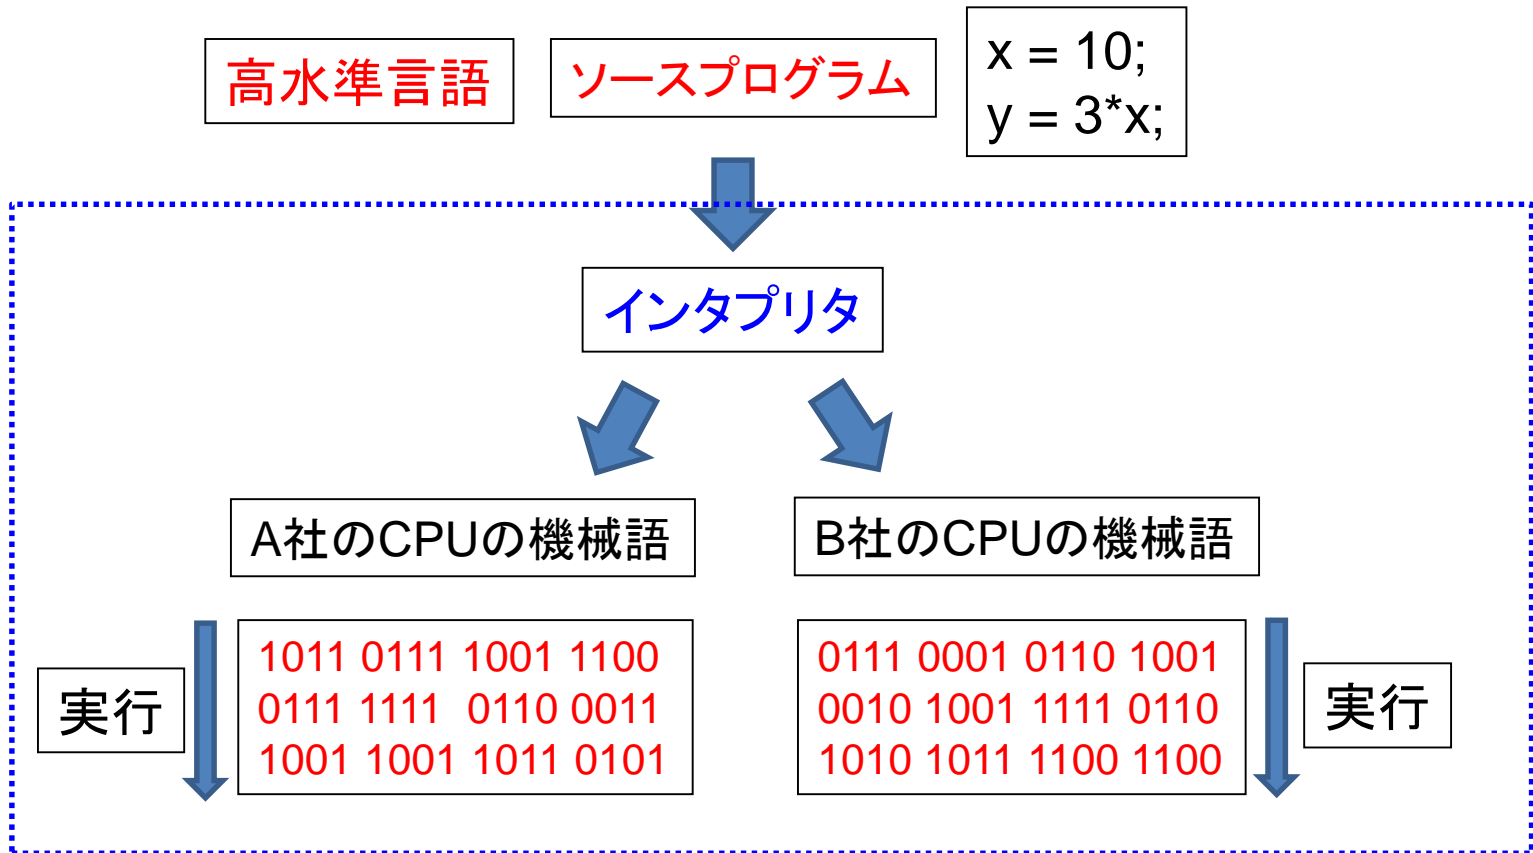 高水準言語
ソースプログラム
x = 10;
y = 3*x;
インタプリタ
A社のCPUの機械語
B社のCPUの機械語
実行
1011 0111 1001 1100
0111 1111 0110 0011
1001 1001 1011 0101
0111 0001 0110 1001
0010 1001 1111 0110
1010 1011 1100 1100
実行